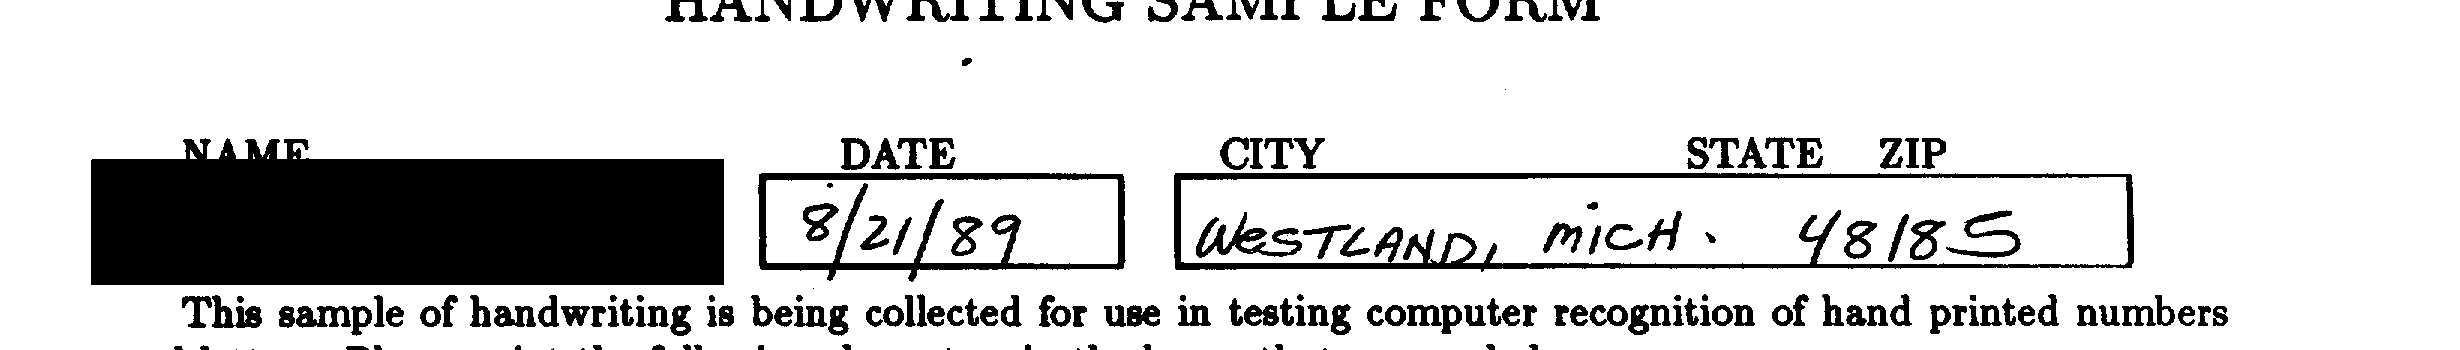 HANDWRITING SAMPLE FORM
NAME DATE CITY STATE ZIP
8/21/89 WESTLAND, MICH. 48185
This sample of handwriting is being collected for use in testing computer recognition of hand printed numbers